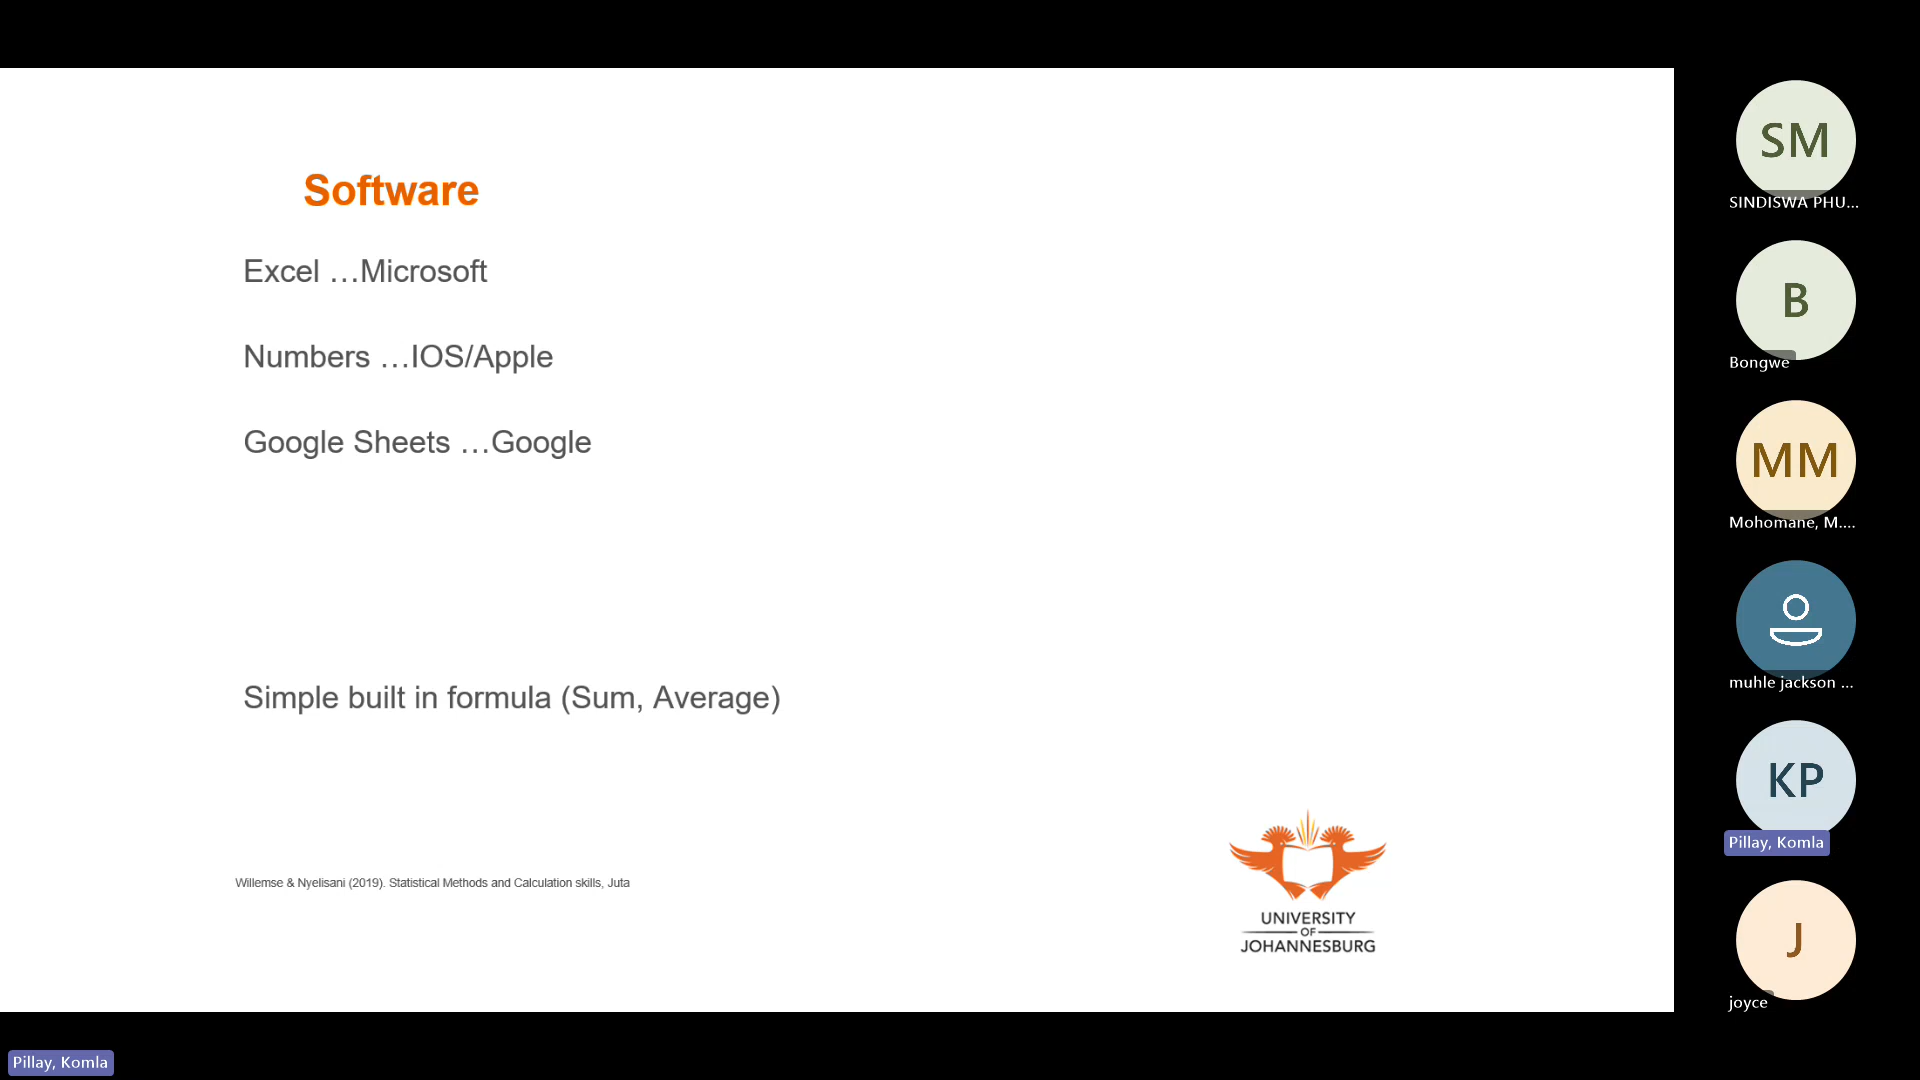 Software
Excel …Microsoft
Numbers …IOS/Apple
Google Sheets …Google
Simple built in formula (Sum, Average)
Willemse & Nyelisani (2019). Statistical Methods and Calculation skills, Juta
UNIVERSITY
OF
JOHANNESBURG
SM
SINDISWA PHU...
B
Bongwe
MM
Mohomane, M....
muhle jackson ...
KP
Pillay, Komla
J
joyce
Pillay, Komla